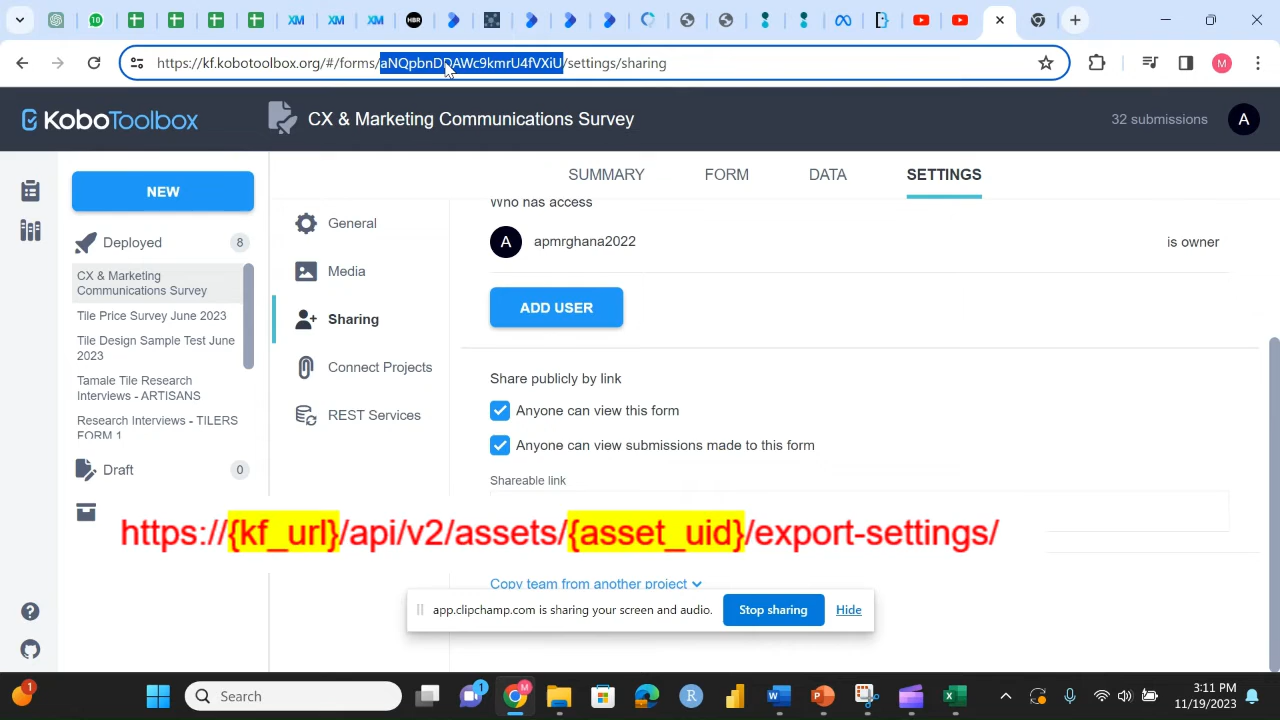 HBR
https://kf.kobotoolbox.org/#/forms/aNQpbnDDAWc9kmrU4fVXiU/settings/sharing
M
KoboToolbox
CX & Marketing Communications Survey
32 submissions
A
NEW
SUMMARY
FORM
DATA
SETTINGS
Deployed
8
CX & Marketing
Communications Survey
Tile Price Survey June 2023
Tile Design Sample Test June
2023
Tamale Tile Research
Interviews - ARTISANS
Research Interviews - TILERS
FORM 1
Draft
0
General
Media
Sharing
Connect Projects
REST Services
Who has access
A
apmrghana2022
is owner
ADD USER
Share publicly by link
Anyone can view this form
Anyone can view submissions made to this form
Shareable link
https://{kf_url}/api/v2/assets/{asset_uid}/export-settings/
Copy team from another project
app.clipchamp.com is sharing your screen and audio.
Stop sharing
Hide
1
Search
1
M
R
3:11 PM
11/19/2023